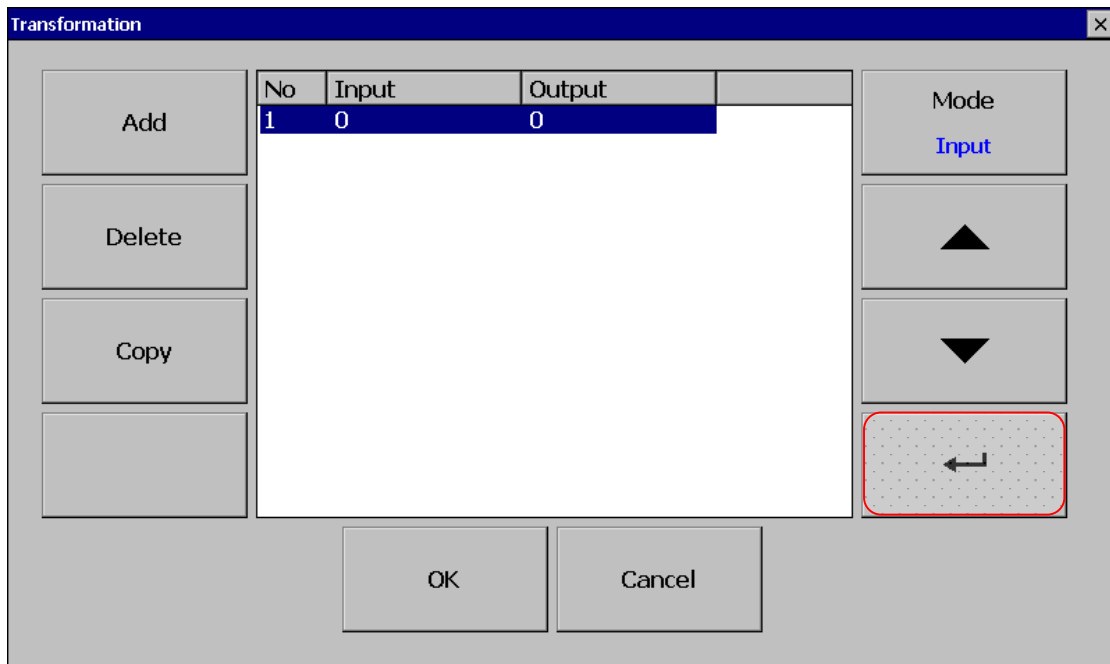 Transformation
Add
Delete
Copy
No Input Output
1 0 0
Mode
Input
OK
Cancel